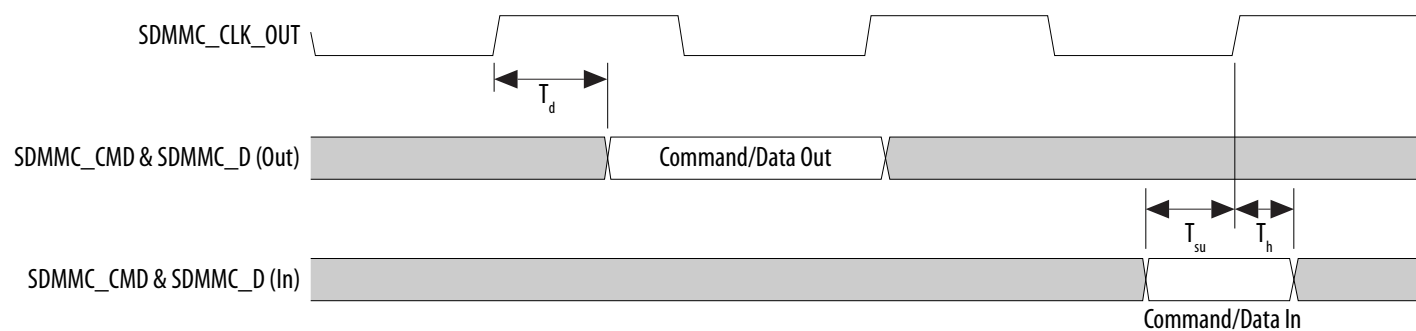 SDMMC_CLK_OUT
Td
SDMMC_CMD & SDMMC_D (Out)
Command/Data Out
Tsu
Th
SDMMC_CMD & SDMMC_D (In)
Command/Data In